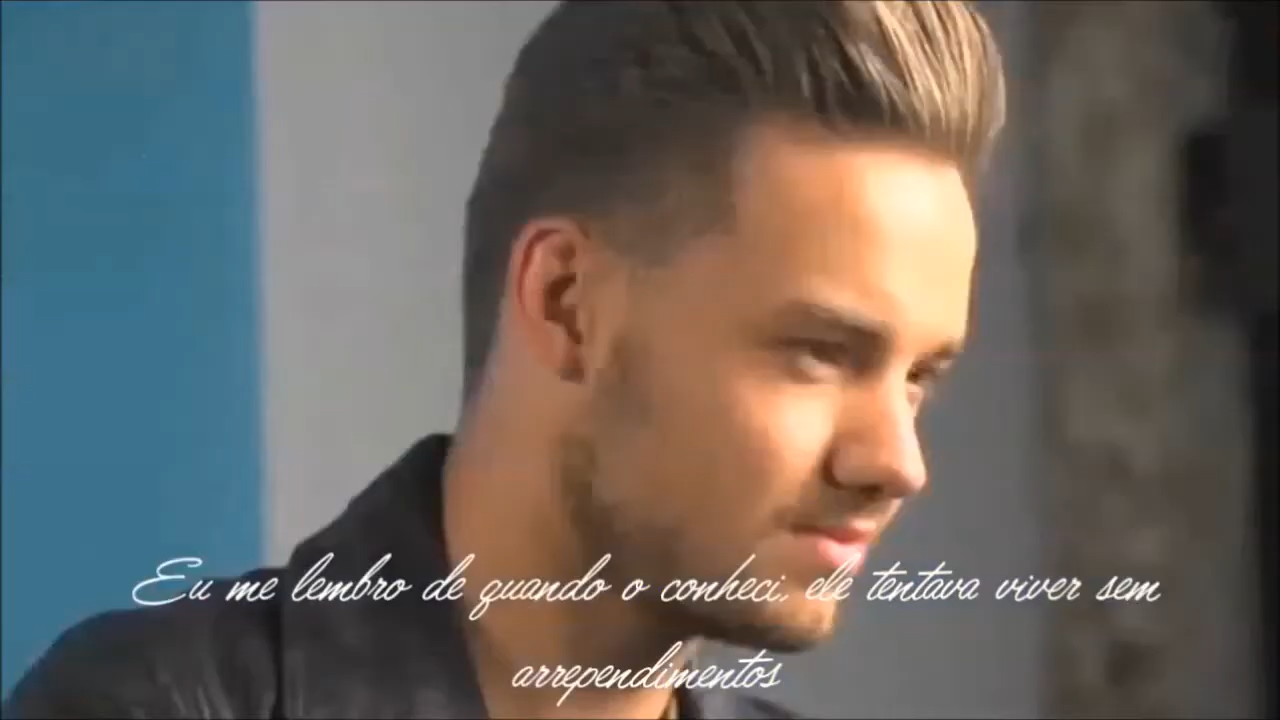 Eu me lembro de quando o conheci, ele tentava viver sem
arrependimentos